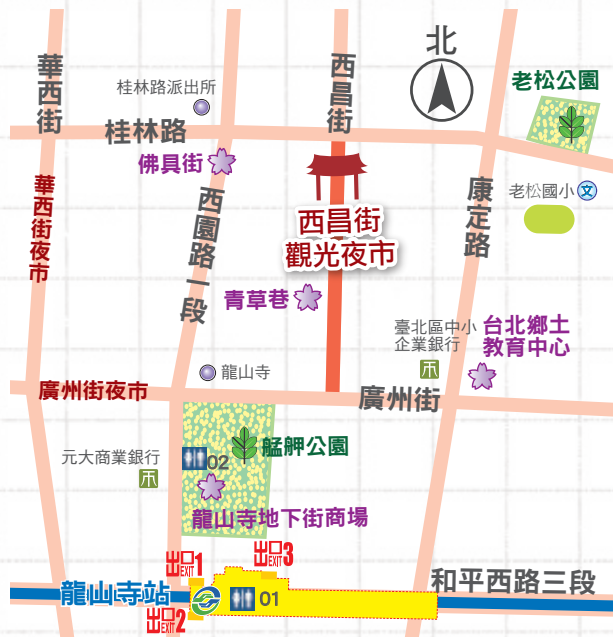 北
華西街
西昌街
老松公園
桂林路派出所
桂林路
佛具街
華西街夜市
西園路一段
康定路
老松國小
文
西昌街
觀光夜市
青草巷
臺北區中小
企業銀行
台北鄉土
教育中心
龍山寺
廣州街夜市
廣州街
艋舺公園
元大商業銀行
02
龍山寺地下街商場
出口1
EXIT
出口3
EXIT
和平西路三段
龍山寺站
01
出口2
EXIT